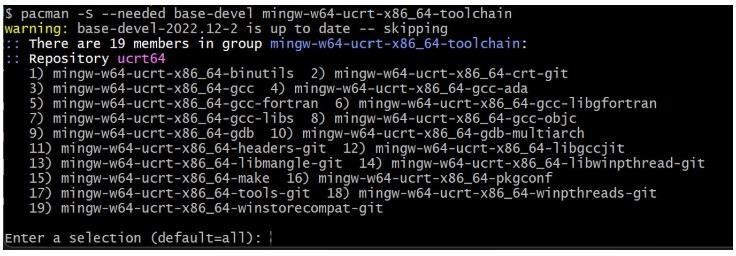 $ pacman -S --needed base-devel mingw-w64-ucrt-x86_64-toolchain
warning: base-devel-2022.12-2 is up to date -- skipping
:: There are 19 members in group mingw-w64-ucrt-x86_64-toolchain:
:: Repository ucrt64
1) mingw-w64-ucrt-x86_64-binutils 2) mingw-w64-ucrt-x86_64-crt-git
3) mingw-w64-ucrt-x86_64-gcc 4) mingw-w64-ucrt-x86_64-gcc-ada
5) mingw-w64-ucrt-x86_64-gcc-fortran 6) mingw-w64-ucrt-x86_64-gcc-libgfortran
7) mingw-w64-ucrt-x86_64-gcc-libs 8) mingw-w64-ucrt-x86_64-gcc-objc
9) mingw-w64-ucrt-x86_64-gdb 10) mingw-w64-ucrt-x86_64-gdb-multiarch
11) mingw-w64-ucrt-x86_64-headers-git 12) mingw-w64-ucrt-x86_64-libgccjit
13) mingw-w64-ucrt-x86_64-libmangle-git 14) mingw-w64-ucrt-x86_64-libwinpthread-git
15) mingw-w64-ucrt-x86_64-make 16) mingw-w64-ucrt-x86_64-pkgconf
17) mingw-w64-ucrt-x86_64-tools-git 18) mingw-w64-ucrt-x86_64-winpthreads-git
19) mingw-w64-ucrt-x86_64-winstorecompat-git
Enter a selection (default=all):